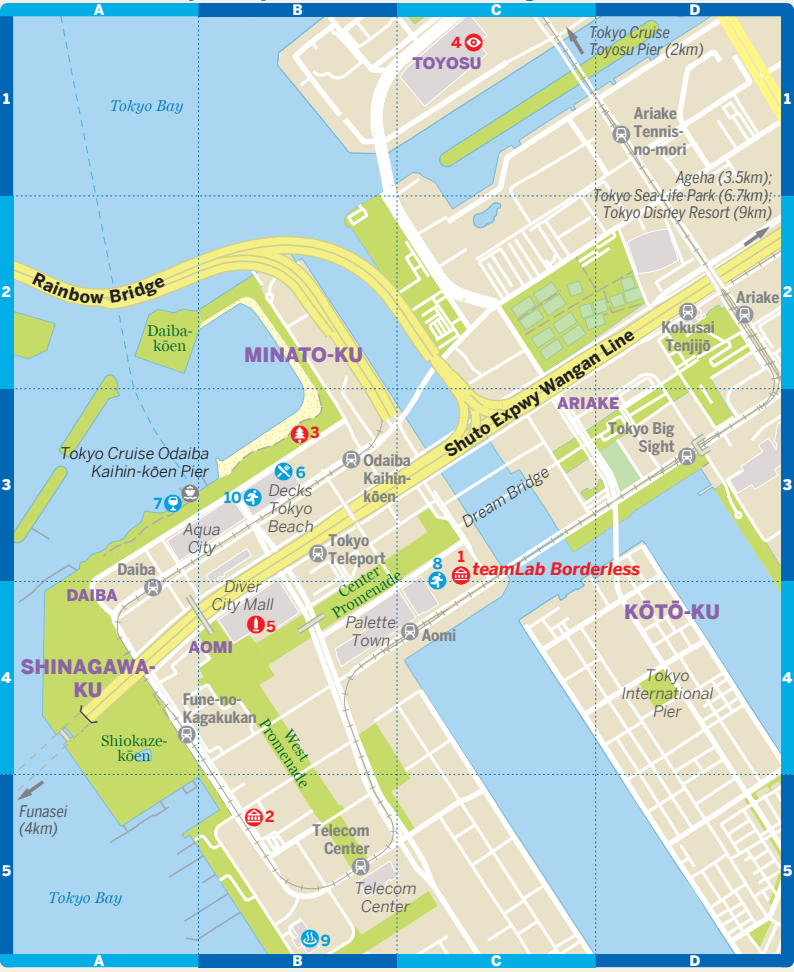 A
B
C
D
Tokyo Cruise
Toyosu Pier (2km)
4
TOYOSU
1
Tokyo Bay
1
Ariake
Tennis-
no-mori
Ageha (3.5km);
Tokyo Sea Life Park (6.7km);
Tokyo Disney Resort (9km)
Rainbow Bridge
2
2
Ariake
Kokusai
Tenjijō
Daiba-
kōen
MINATO-KU
Shuto Expwy Wangan Line
ARIAKE
3
Tokyo Big
Sight
Tokyo Cruise Odaiba
Kaihin-kōen Pier
Odaiba
Kaihin-
kōen
6
3
3
Decks
Tokyo
Beach
7
10
Dream Bridge
Aqua
City
Tokyo
Teleport
Daiba
8
1
teamLab Borderless
Center
Promenade
DAIBA
Diver
City Mall
KŌTŌ-KU
5
Palette
Town
Aomi
AOMI
SHINAGAWA-
KU
4
4
Tokyo
International
Pier
Fune-no-
Kagakukan
West
Promenade
Shiokaze-
kōen
Funasei
(4km)
2
Telecom
Center
5
5
Telecom
Center
Tokyo Bay
9
A
B
C
D